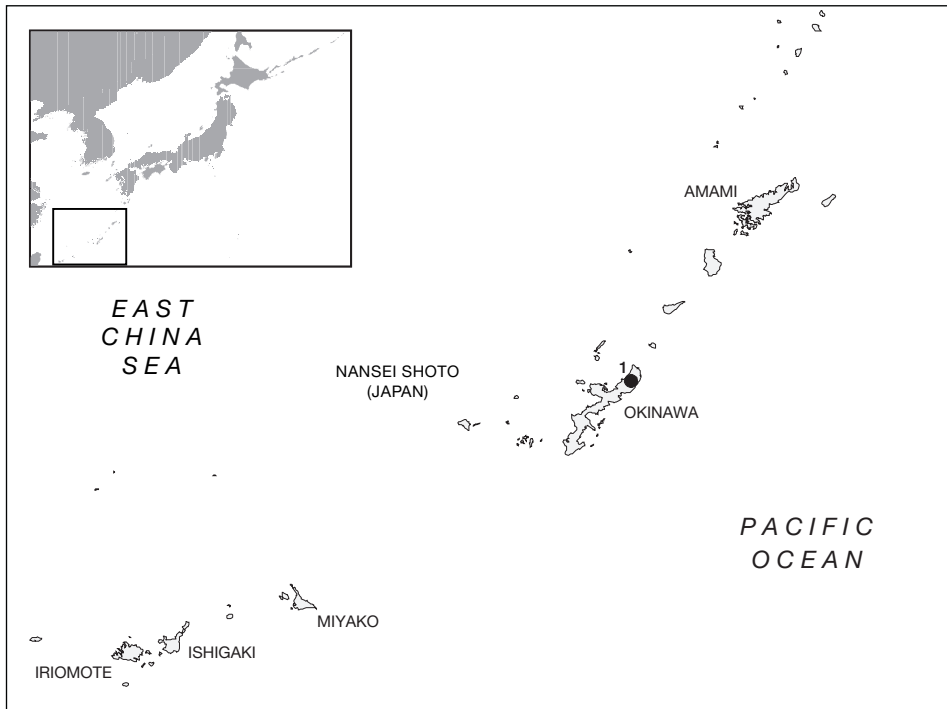 AMAMI
EAST
CHINA
SEA
NANSEI SHOTO
(JAPAN)
1
OKINAWA
PACIFIC
OCEAN
MIYAKO
ISHIGAKI
IRIOMOTE